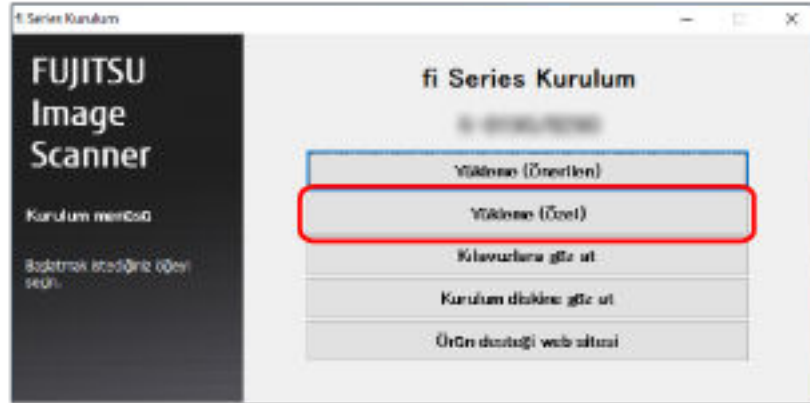 fi Series Kurulum
FUJITSU
Image
Scanner
Kurulum menüsü
Başlatmak istediğiniz öğeyi
seçin.
fi Series Kurulum
Yükleme (Önerilen)
Yükleme (Özel)
Kılavuzlara göz at
Kurulum diskine göz at
Ürün desteği web sitesi